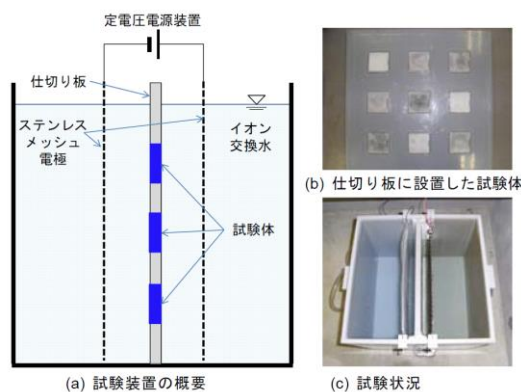 定電圧電源装置
仕切り板
ステンレス
メッシュ
電極
イオン
交換水
試験体
(a) 試験装置の概要
(b) 仕切り板に設置した試験体
(c) 試験状況